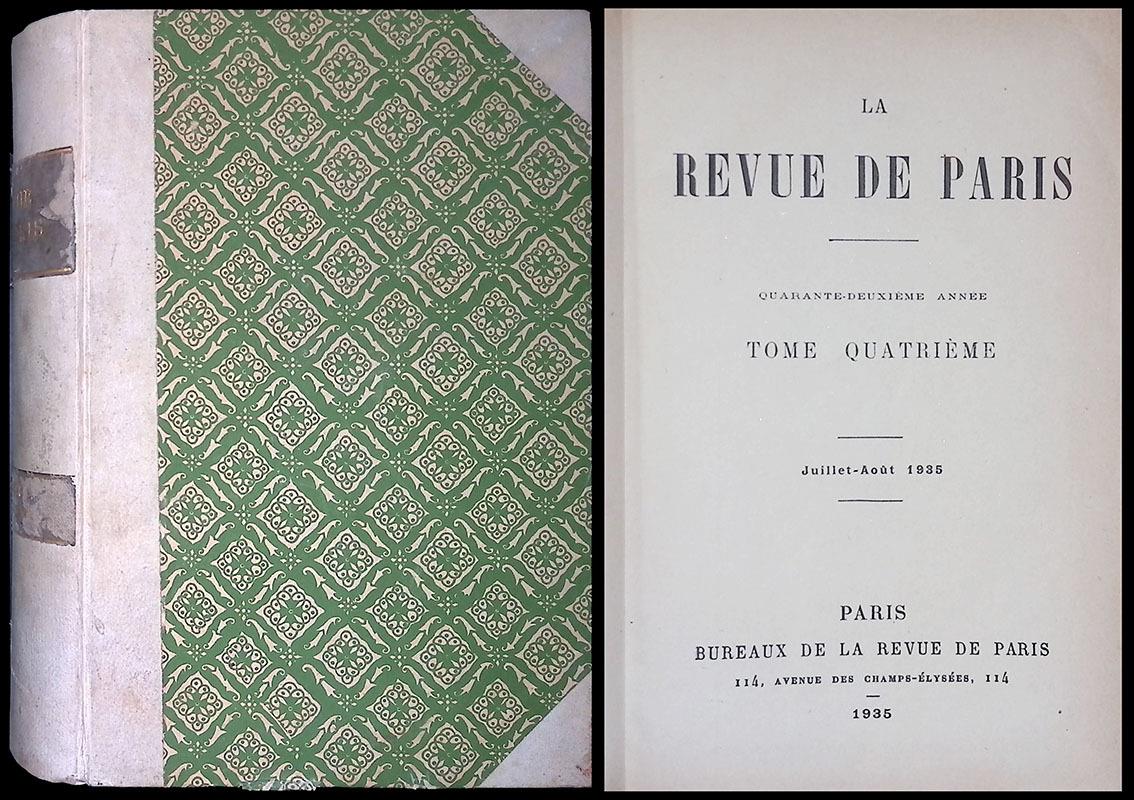 LA
REVUE DE PARIS
QUARANTE-DEUXIÈME ANNÉE
TOME QUATRIÈME
Juillet-Août 1935
PARIS
BUREAUX DE LA REVUE DE PARIS
114, AVENUE DES CHAMPS-ÉLYSÉES, 114
1935